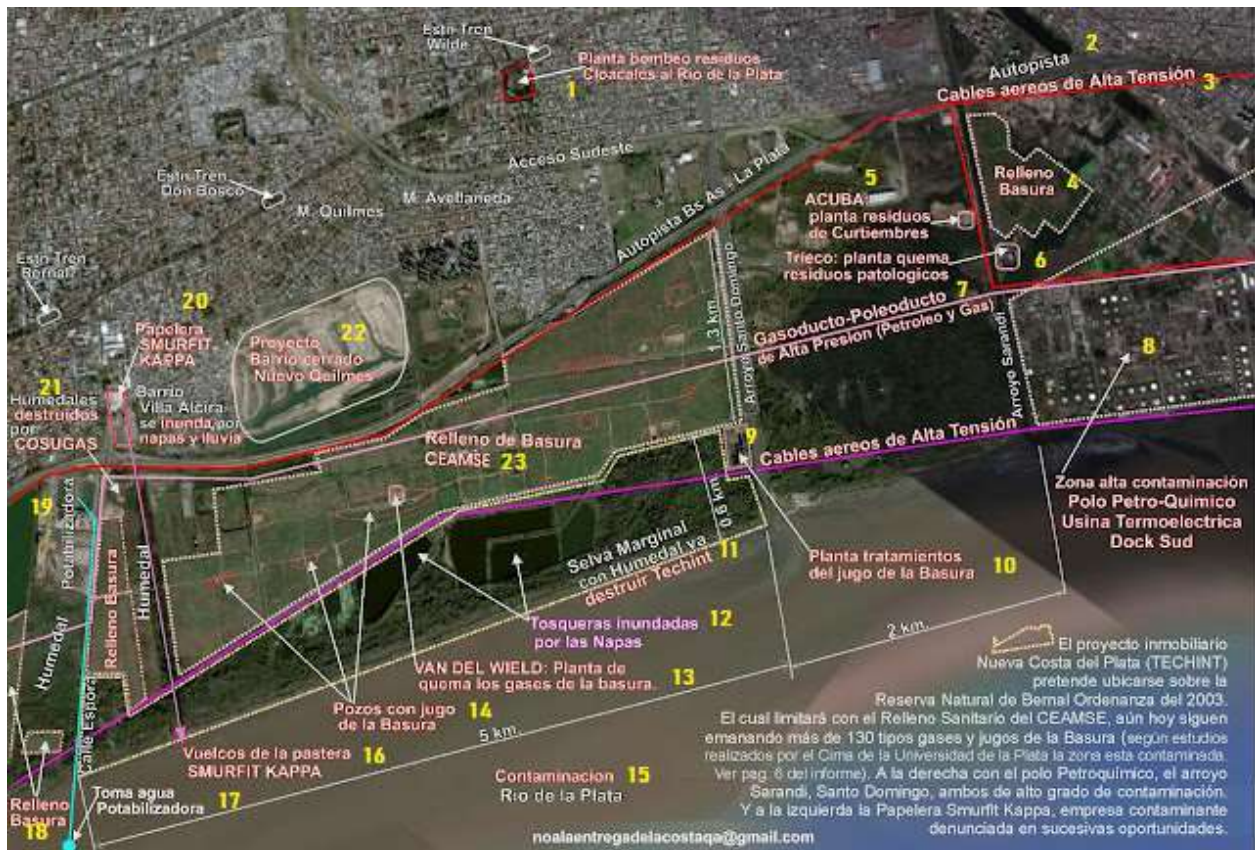 Estn Tren
Wilde
Planta bombeo residuos
Cloacales al Rio de la Plata
1
2
Autopista
Cables aereos de Alta Tensión
3
Acceso Sudeste
Estn Tren
Don Bosco
M. Quilmes
M. Avellaneda
Autopista Bs As - La Plata
5
ACUBA:
planta residuos
de Curtiembres
Relleno
Basura
4
Trieco: planta quema
residuos patologicos
6
7
Estn Tren
Bernal
20
Papelera
SMURFIT
KAPPA
22
Proyecto
Barrio cerrado
Nuevo Quilmes
1,3 km.
Arroyo Santo Domingo
Gasoducto-Poleoducto
de Alta Presion (Petroleo y Gas)
Arroyo Sarandi
8
21
Humedales
destruidos
por
COSUGAS
Barrio
Villa Alcira
se inunda por
napas y lluvia
Relleno de Basura
CEAMSE
23
9
Cables aereos de Alta Tensión
Zona alta contaminación
Polo Petro-Quimico
Usina Termoelectrica
Dock Sud
19
Potabilizadora
Humedal
Relleno Basura
Humedal
0 6 km
Selva Marginal
con Humedal va
destruir Techint
11
Planta tratamientos
del jugo de la Basura
10
Tosqueras inundadas
por las Napas
12
2 km.
VAN DEL WIELD: Planta de
quema los gases de la basura.
13
Pozos con jugo
de la Basura
14
5 km.
Calle Espora
Vuelcos de la pastera
SMURFIT KAPPA
16
Contaminacion
Rio de la Plata
15
Relleno
Basura
18
Toma agua
Potabilizadora
17
El proyecto inmobiliario
Nueva Costa del Plata (TECHINT)
pretende ubicarse sobre la
Reserva Natural de Bernal Ordenanza del 2003.
El cual limitará con el Relleno Sanitario del CEAMSE, aún hoy siguen
emanando más de 130 tipos gases y jugos de la Basura (según estudios
realizados por el Cima de la Universidad de la Plata la zona esta contaminada.
Ver pag. 6 del informe). A la derecha con el polo Petroquímico, el arroyo
Sarandi, Santo Domingo, ambos de alto grado de contaminación.
Y a la izquierda la Papelera Smurfit Kappa, empresa contaminante
denunciada en sucesivas oportunidades.
noalaentregadelacostaqa@gmail.com